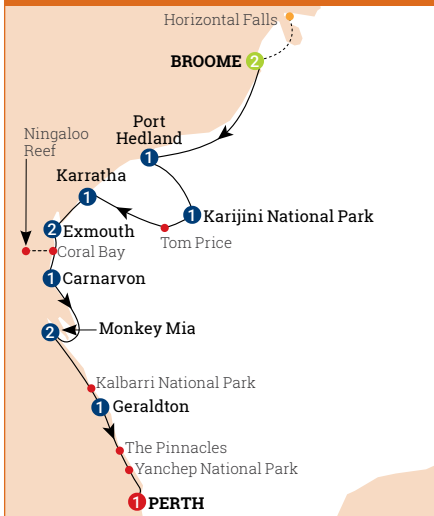 Horizontal Falls
BROOME 2
Port
Hedland
1
Ningaloo
Reef
Karratha
1
1 Karijini National Park
Tom Price
2 Exmouth
Coral Bay
1 Carnarvon
2 Monkey Mia
Kalbarri National Park
1 Geraldton
The Pinnacles
Yanchep National Park
1 PERTH